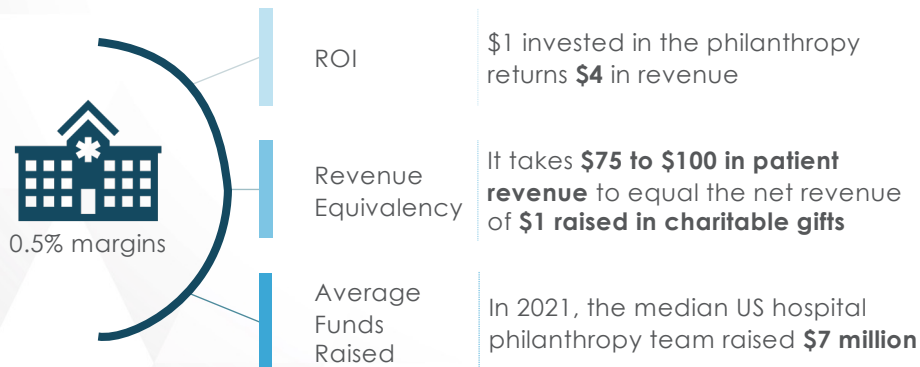 0.5% margins
ROI
$1 invested in the philanthropy
returns $4 in revenue
Revenue
Equivalency
It takes $75 to $100 in patient
revenue to equal the net revenue
of $1 raised in charitable gifts
Average
Funds
Raised
In 2021, the median US hospital
philanthropy team raised $7 million